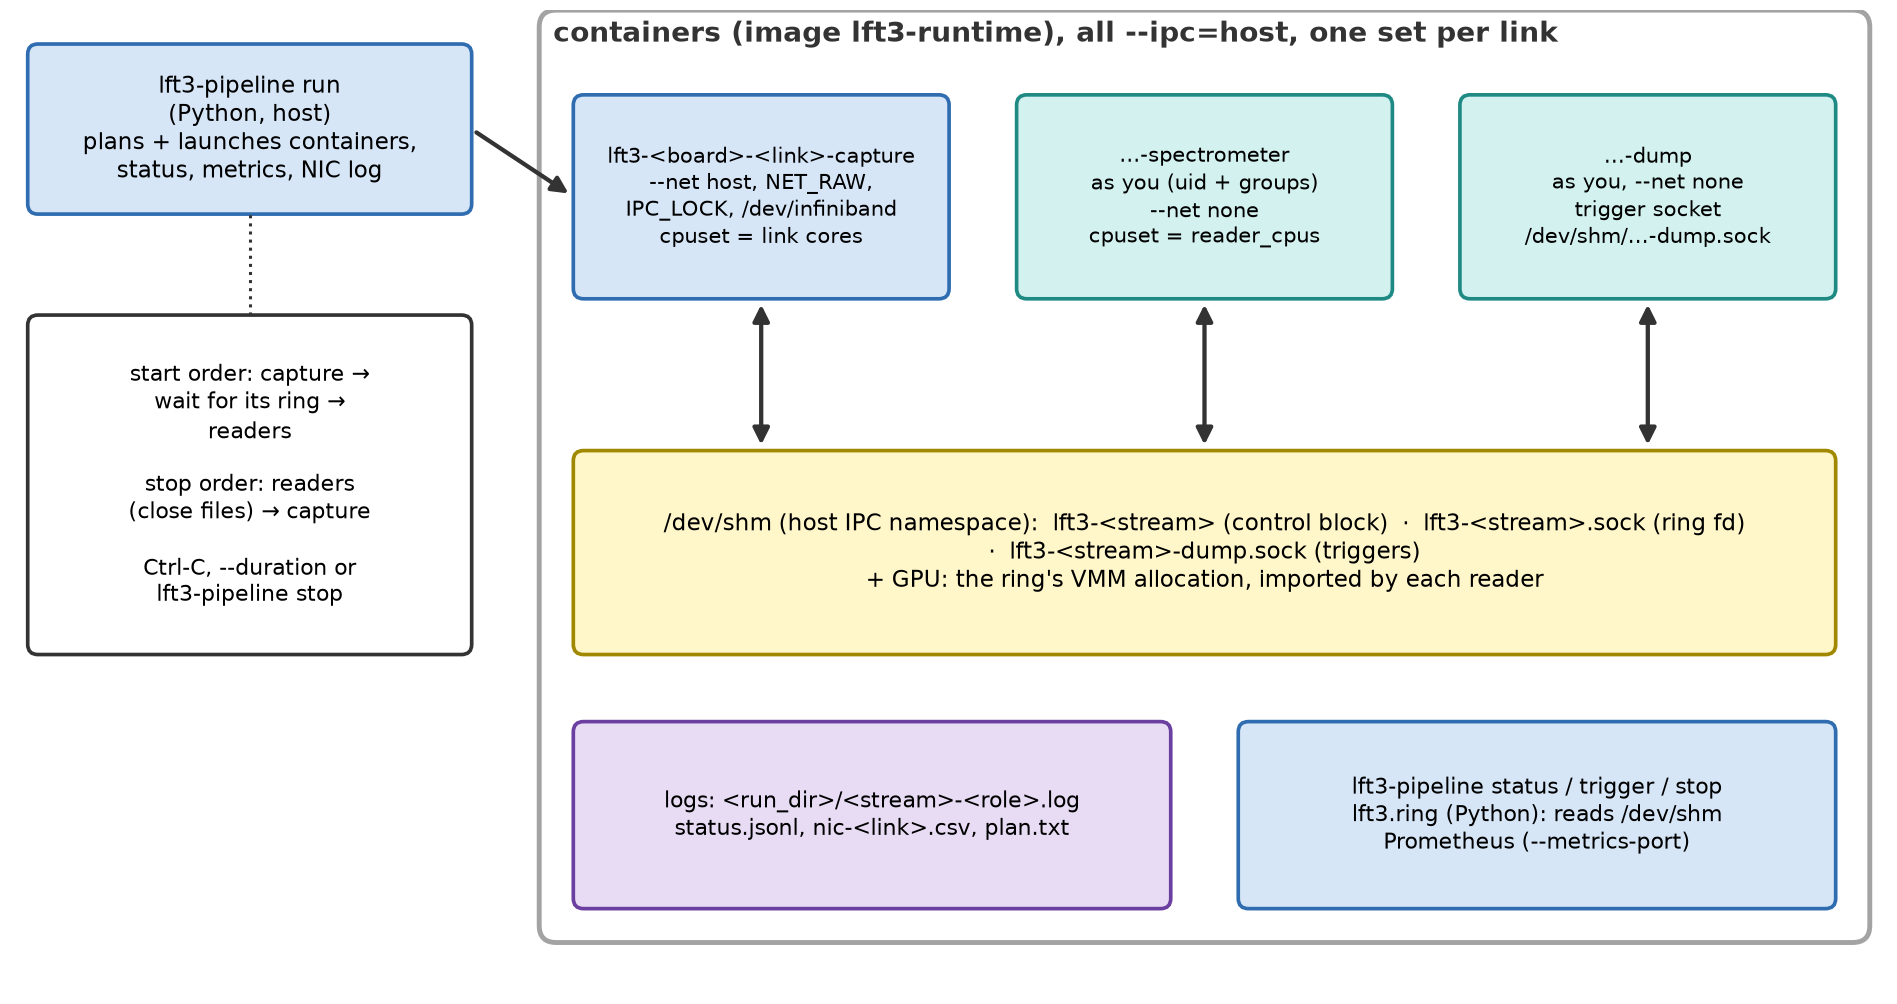 containers (image lft3-runtime), all --ipc=host, one set per link
lft3-pipeline run
(Python, host)
plans + launches containers,
status, metrics, NIC log
lft3-<board>-<link>-capture
--net host, NET_RAW,
IPC_LOCK, /dev/infiniband
cpuset = link cores
…-spectrometer
as you (uid + groups)
--net none
cpuset = reader_cpus
…-dump
as you, --net none
trigger socket
/dev/shm/…-dump.sock
start order: capture →
wait for its ring →
readers
stop order: readers
(close files) → capture
Ctrl-C, --duration or
lft3-pipeline stop
/dev/shm (host IPC namespace):  lft3-<stream> (control block)  ·  lft3-<stream>.sock (ring fd)
·  lft3-<stream>-dump.sock (triggers)
+ GPU: the ring's VMM allocation, imported by each reader
logs: <run_dir>/<stream>-<role>.log
status.jsonl, nic-<link>.csv, plan.txt
lft3-pipeline status / trigger / stop
lft3.ring (Python): reads /dev/shm
Prometheus (--metrics-port)